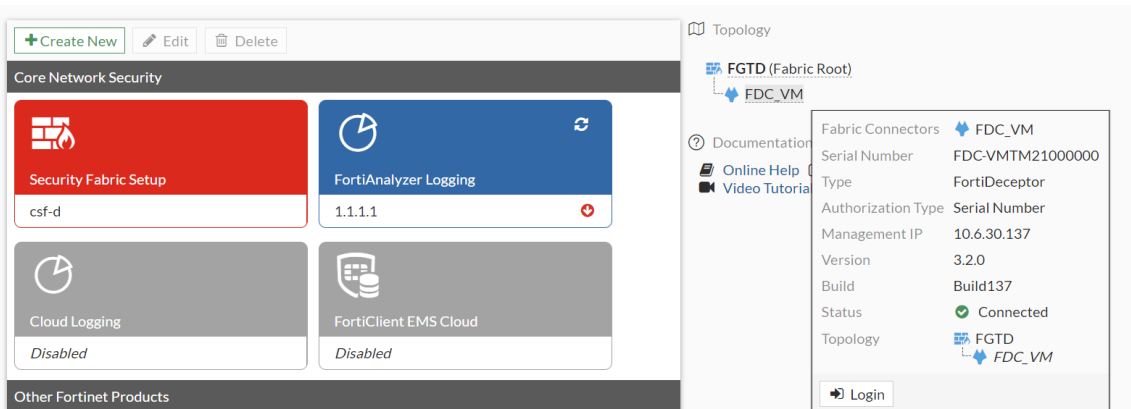 Create New
Edit
Delete
Core Network Security
Security Fabric Setup
csf-d
FortiAnalyzer Logging
1.1.1.1
Cloud Logging
Disabled
FortiClient EMS Cloud
Disabled
Other Fortinet Products
Topology
FGTD (Fabric Root)
FDC_VM
Documentation
Online Help
Video Tutoria
Fabric Connectors FDC_VM
Serial Number FDC-VMTM21000000
Type FortiDeceptor
Authorization Type Serial Number
Management IP 10.6.30.137
Version 3.2.0
Build Build137
Status Connected
Topology FGTD
FDC_VM
Login